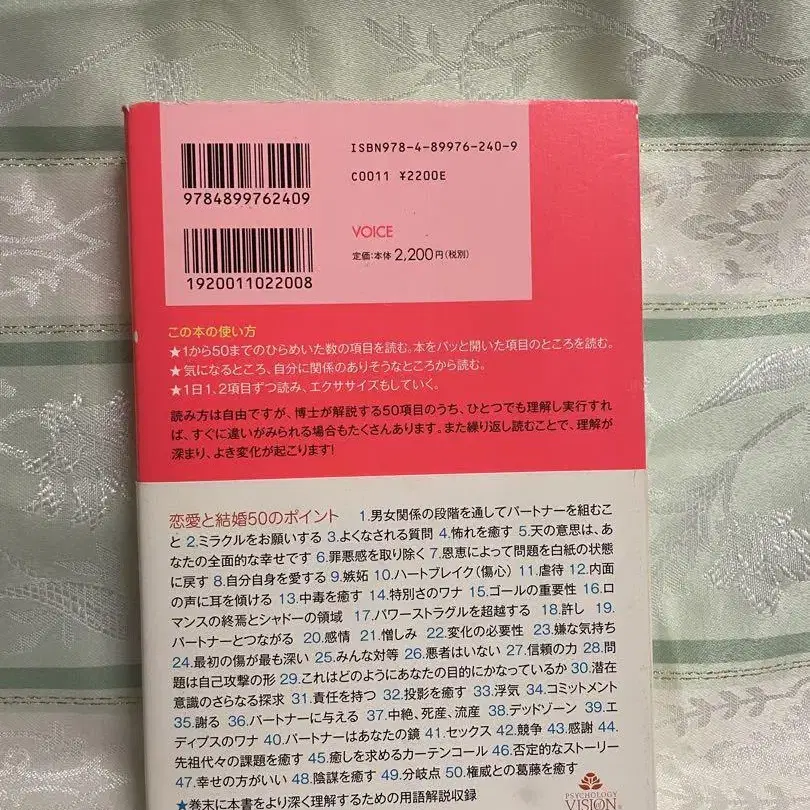 ISBN978-4-89976-240-9
C0011 ¥2200E
9784899762409
VOICE
定価:本体2,200円(税別)
1920011022008
この本の使い方
★1から50までのひらめいた数の項目を読む。本をパッと開いた項目のところを読む。
★気になるところ、自分に関係のありそうなところから読む。
★1日1、2項目ずつ読み、エクササイズもしていく。
読み方は自由ですが、博士が解説する50項目のうち、ひとつでも理解し実行すれ
ば、すぐに違いがみられる場合もたくさんあります。また繰り返し読むことで、理解が
深まり、よき変化が起こります!
恋愛と結婚50のポイント 1.男女関係の段階を通してパートナーを組むこ
と 2.ミラクルをお願いする 3.よくなされる質問 4.怖れを癒す 5.天の意思は、あ
なたの全面的な幸せです 6.罪悪感を取り除く 7.恩恵によって問題を白紙の状態
に戻す 8.自分自身を愛する 9.嫉妬 10.ハートブレイク(傷心) 11.虐待 12.内面
の声に耳を傾ける 13.中毒を癒す 14.特別さのワナ 15.ゴールの重要性 16.ロ
マンスの終焉とシャドーの領域 17.パワーストラグルを超越する 18.許し 19.
パートナーとつながる 20.感情 21.憎しみ 22.変化の必要性 23.嫌な気持ち
24.最初の傷が最も深い 25.みんな対等 26.悪者はいない 27.信頼の力 28.問
題は自己攻撃の形 29.これはどのようにあなたの目的にかなっているか 30.潜在
意識のさらなる探求 31.責任を持つ 32.投影を癒す 33.浮気 34.コミットメント
35.謝る 36.パートナーに与える 37.中絶、死産、流産 38.デッドゾーン 39.エ
ディプスのワナ 40.パートナーはあなたの鏡 41.セックス 42.競争 43.感謝 44.
先祖代々の課題を癒す 45.癒しを求めるカーテンコール 46.否定的なストーリー
47.幸せの方がいい 48.陰謀を癒す 49.分岐点 50.権威との葛藤を癒す
★巻末に本書をより深く理解するための用語解説収録
PSYCHOLOGY
VISION